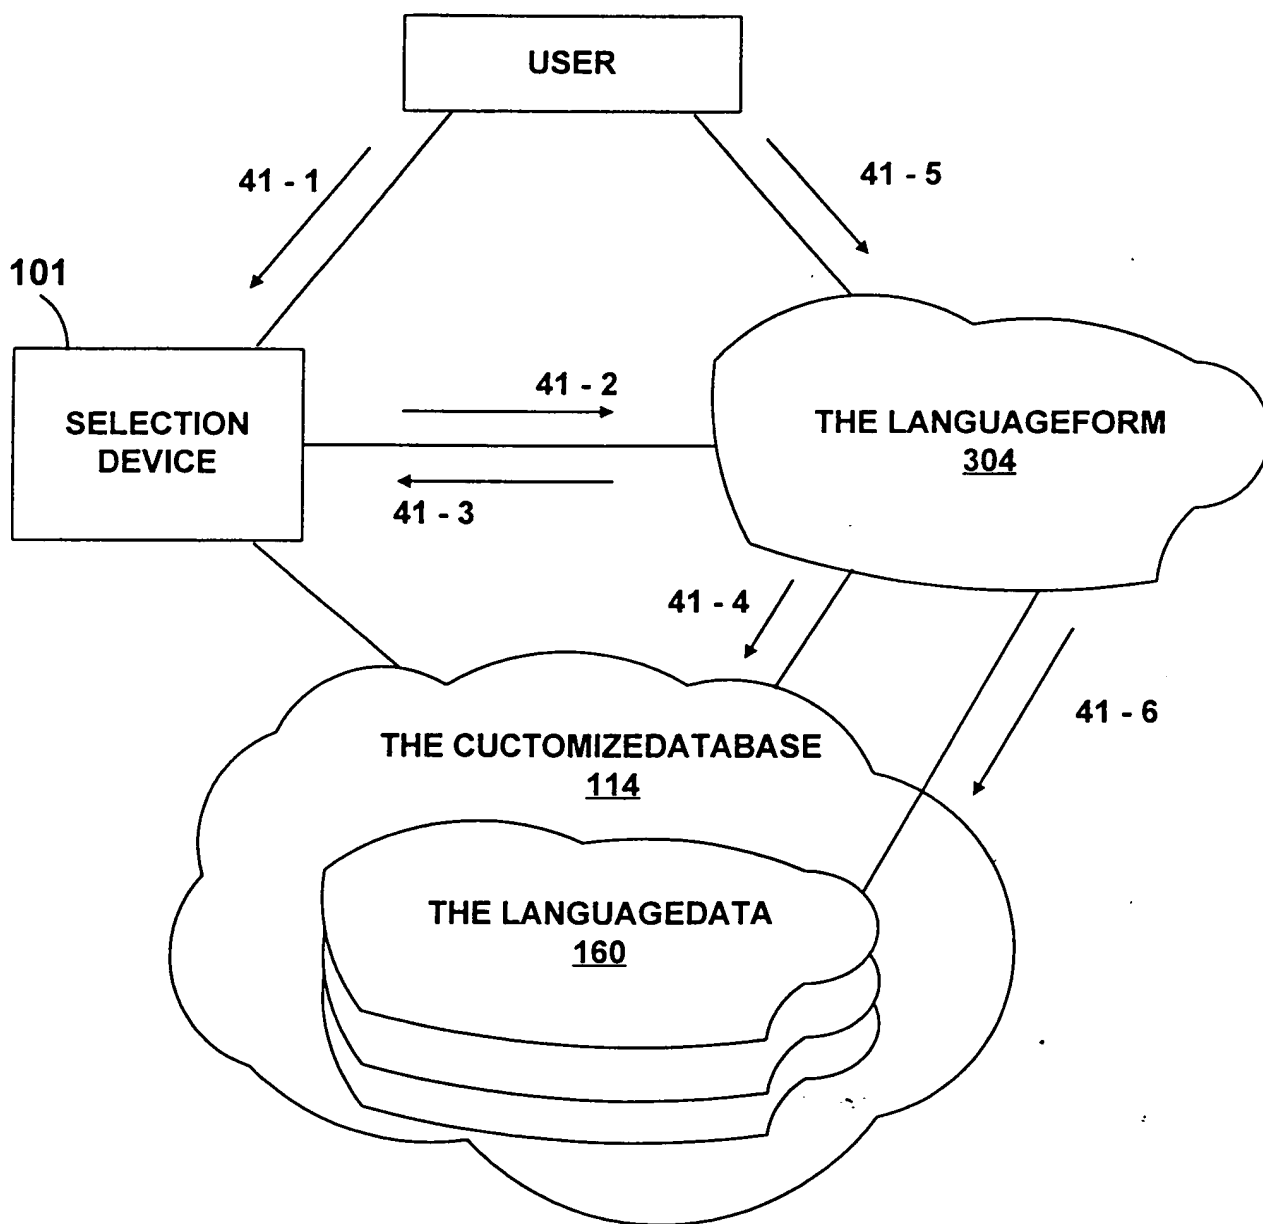 USER
41 - 1
41 - 5
101
41 - 2
SELECTION
DEVICE
THE LANGUAGEFORM
304
41 - 3
41 - 4
41 - 6
THE CUCTOMIZEDATABASE
114
THE LANGUAGEDATA
160